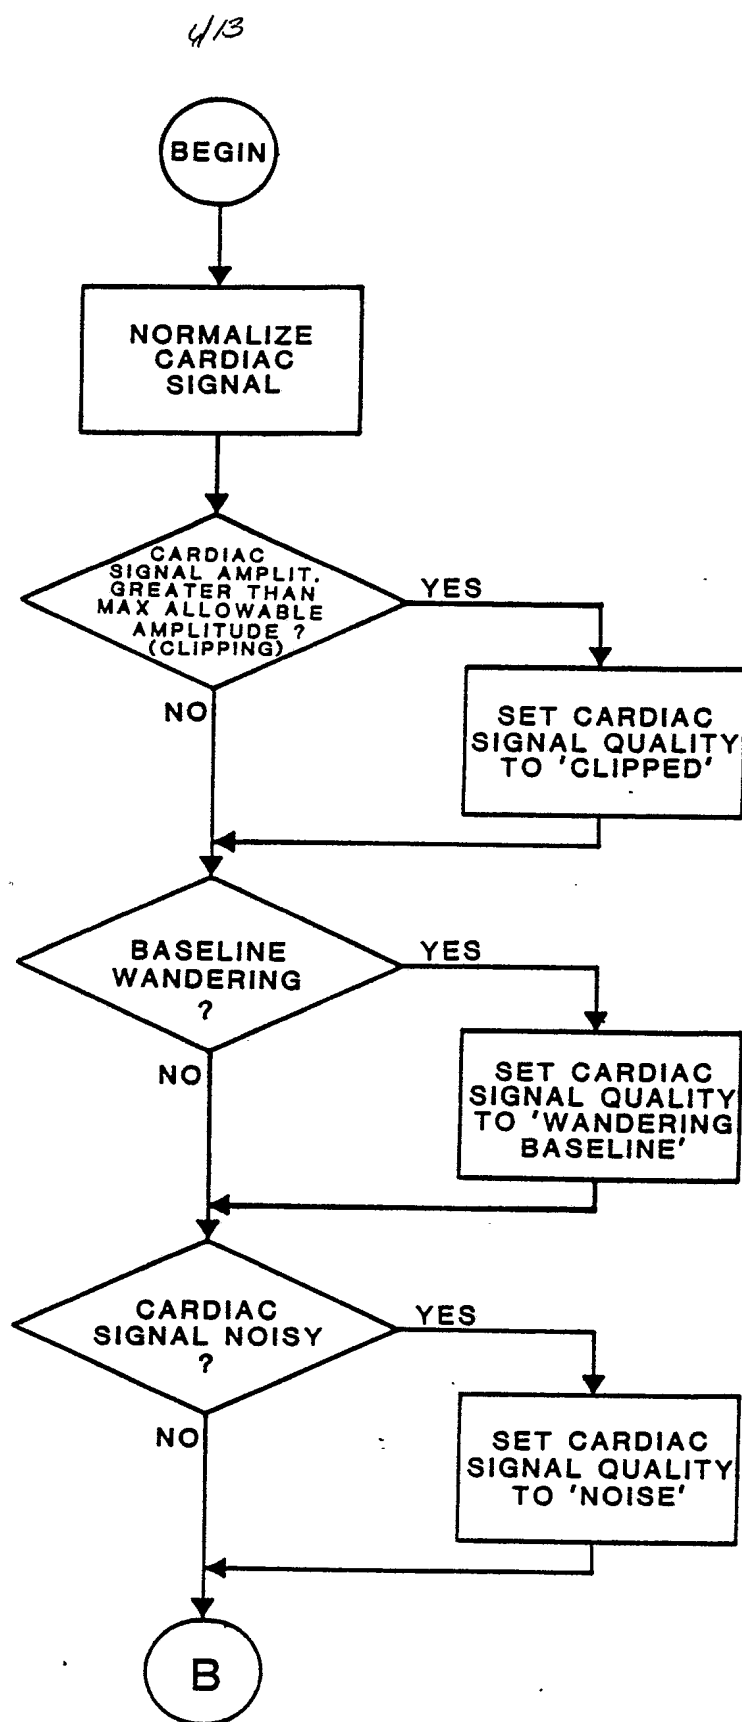 4/13
BEGIN
NORMALIZE
CARDIAC
SIGNAL
CARDIAC
SIGNAL AMPLIT.
GREATER THAN
MAX ALLOWABLE
AMPLITUDE ?
(CLIPPING)
YES
NO
SET CARDIAC
SIGNAL QUALITY
TO 'CLIPPED'
BASELINE
WANDERING
?
YES
NO
SET CARDIAC
SIGNAL QUALITY
TO 'WANDERING
BASELINE'
CARDIAC
SIGNAL NOISY
?
YES
NO
SET CARDIAC
SIGNAL QUALITY
TO 'NOISE'
B